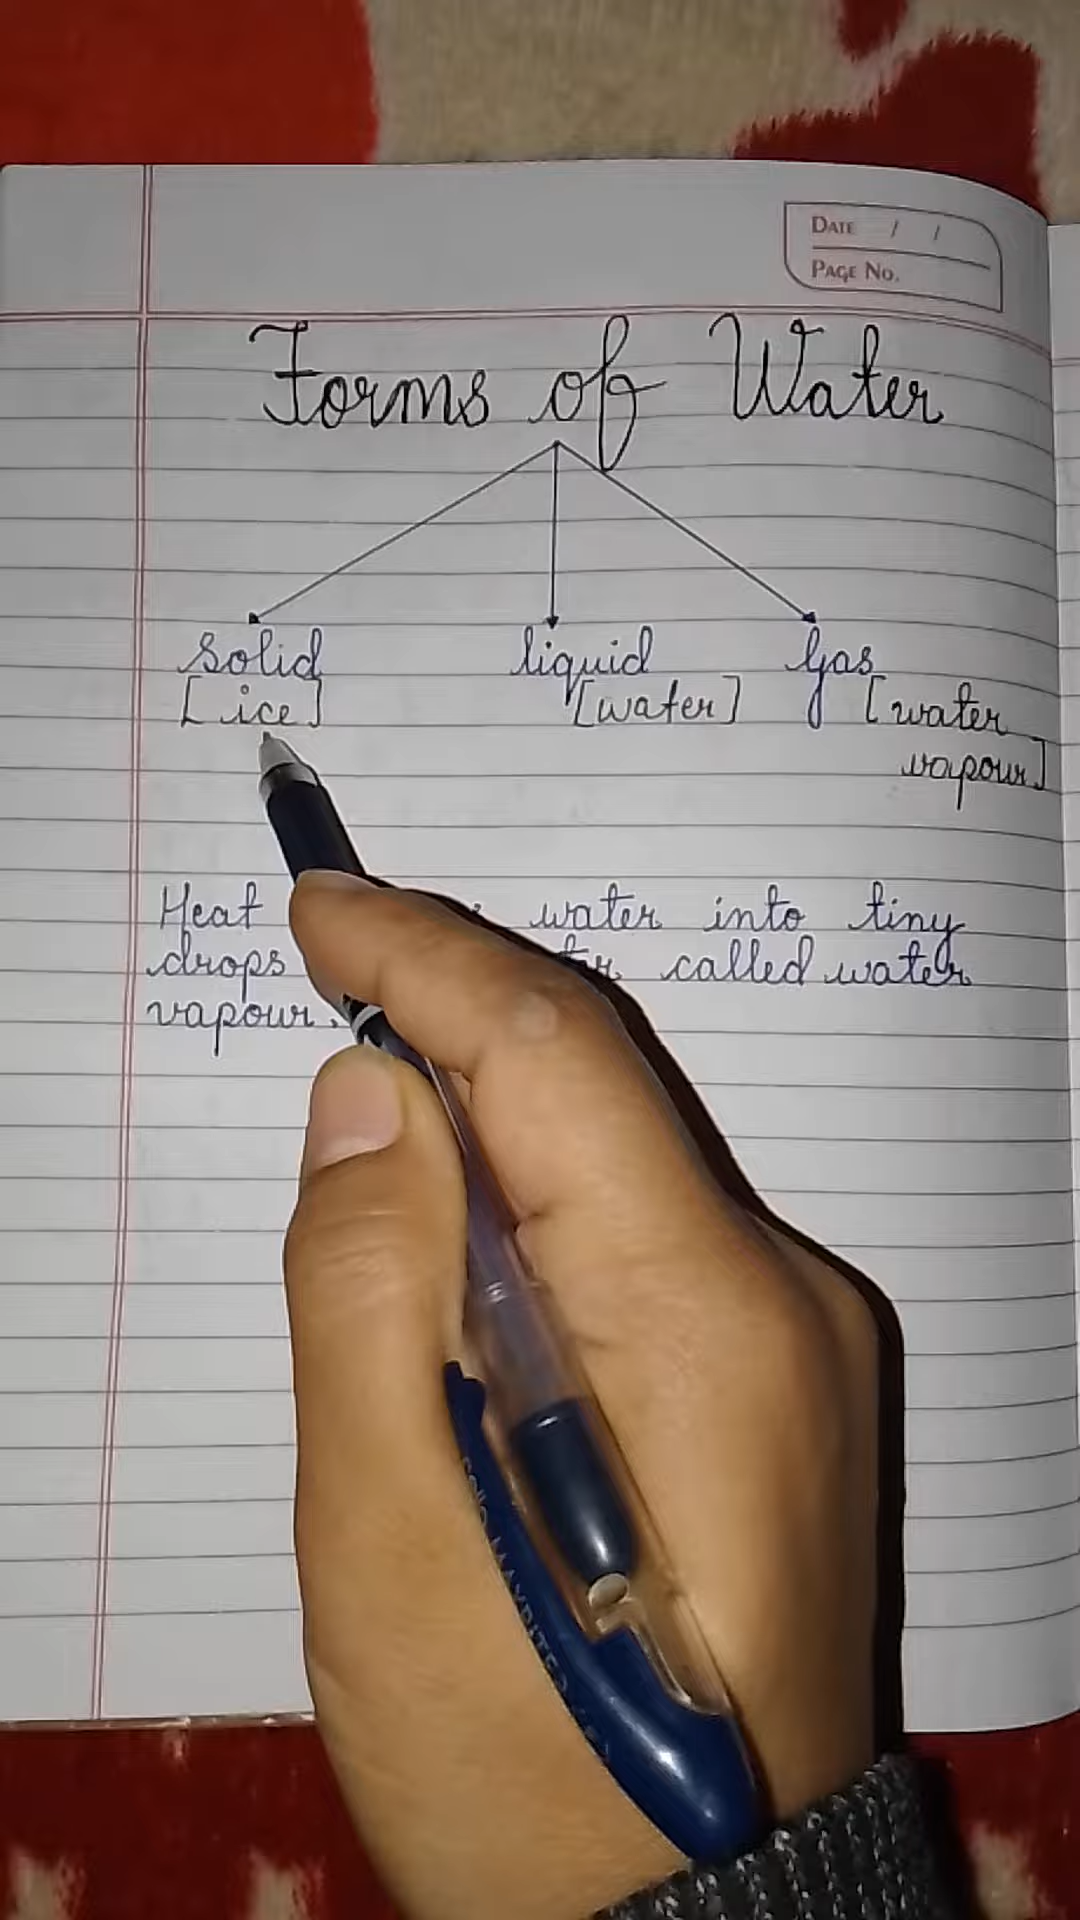 DATE / /
PAGE NO.
Forms of Water
solid liquid gas
[ice] [water] [water
vapour]
Heat water into tiny
drops called water
vapour.